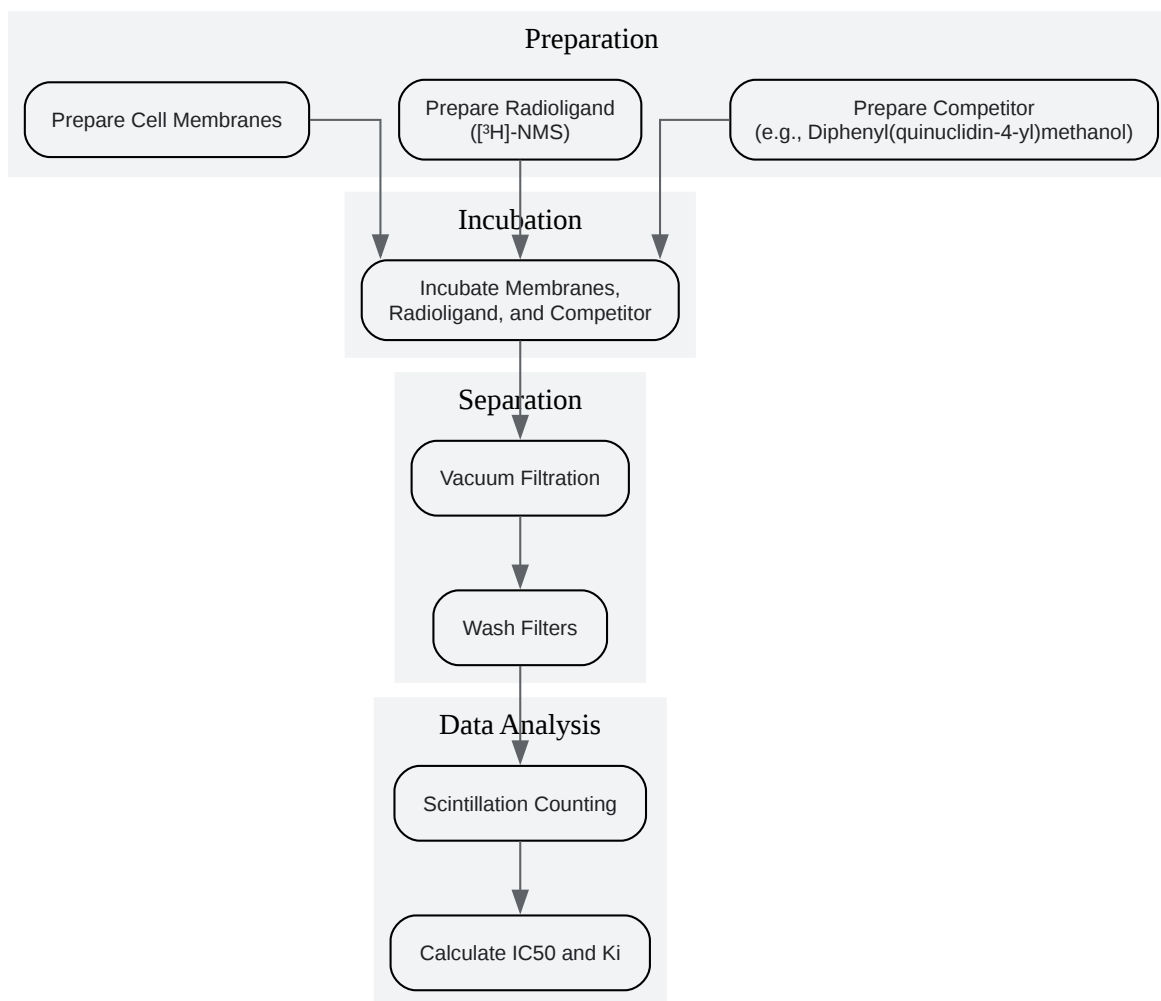 Preparation
Prepare Cell Membranes
Prepare Radioligand
([³H]-NMS)
Prepare Competitor
(e.g., Diphenyl(quinuclidin-4-yl)methanol)
Incubation
Incubate Membranes,
Radioligand, and Competitor
Separation
Vacuum Filtration
Wash Filters
Data Analysis
Scintillation Counting
Calculate IC50 and Ki